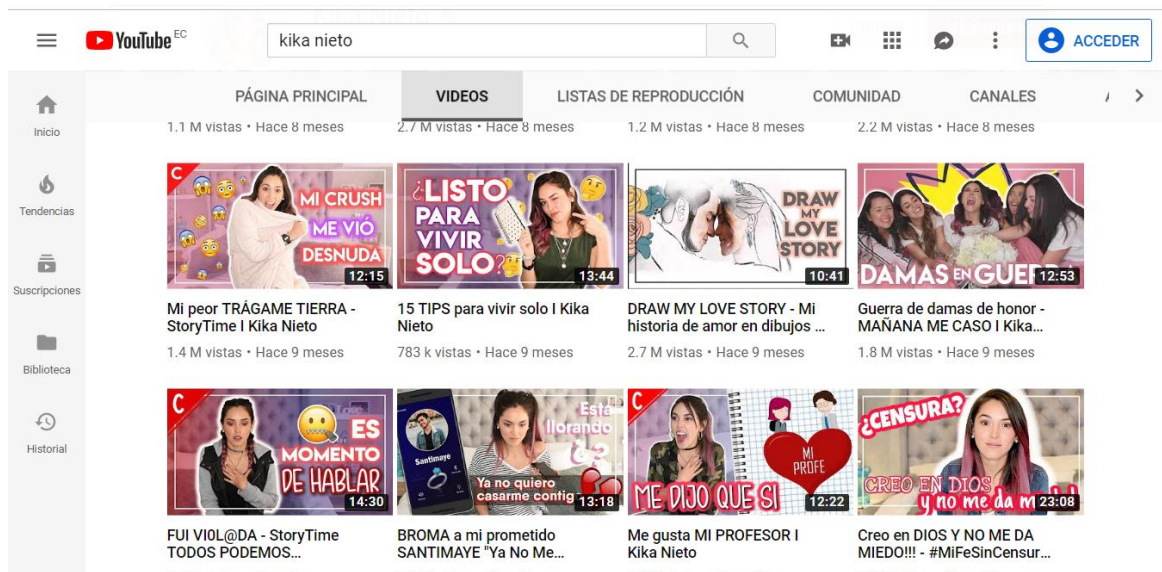 YouTube EC
kika nieto
ACCEDER
PÁGINA PRINCIPAL VIDEOS LISTAS DE REPRODUCCIÓN COMUNIDAD CANALES
Inicio
Tendencias
Suscripciones
Biblioteca
Historial
1.1 M vistas • Hace 8 meses 2.7 M vistas • Hace 8 meses 1.2 M vistas • Hace 8 meses 2.2 M vistas • Hace 8 meses
C
MI CRUSH
ME VIÓ
DESNUDA
12:15
¿LISTO
PARA
VIVIR
SOLO?
13:44
DRAW
MY
LOVE
STORY
10:41
DAMAS EN
12:53
Mi peor TRÁGAME TIERRA -
StoryTime I Kika Nieto
1.4 M vistas • Hace 9 meses
15 TIPS para vivir solo I Kika
Nieto
783 k vistas • Hace 9 meses
DRAW MY LOVE STORY - Mi
historia de amor en dibujos ...
2.7 M vistas • Hace 9 meses
Guerra de damas de honor -
MAÑANA ME CASO I Kika...
1.8 M vistas • Hace 9 meses
C
ES
MOMENTO
DE HABLAR
14:30
Santimaye
Está
llorando
¿?
Ya no quiero
casarme contig
13:18
C
MI
PROFE
ME DIJO QUE SI
12:22
¿CENSURA?
CREO EN DIOS
y no me da
23:08
FUI VI0L@DA - StoryTime
TODOS PODEMOS...
BROMA a mi prometido
SANTIMAYE "Ya No Me...
Me gusta MI PROFESOR I
Kika Nieto
Creo en DIOS Y NO ME DA
MIEDO!!! - #MiFeSinCensur...